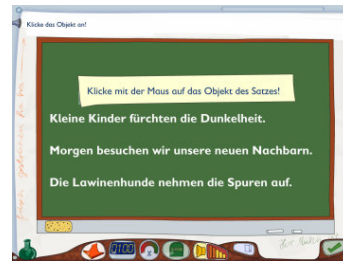 Klicke das Objekt an!
Klicke mit der Maus auf das Objekt des Satzes!
Kleine Kinder fürchten die Dunkelheit.
Morgen besuchen wir unsere neuen Nachbarn.
Die Lawinenhunde nehmen die Spuren auf.